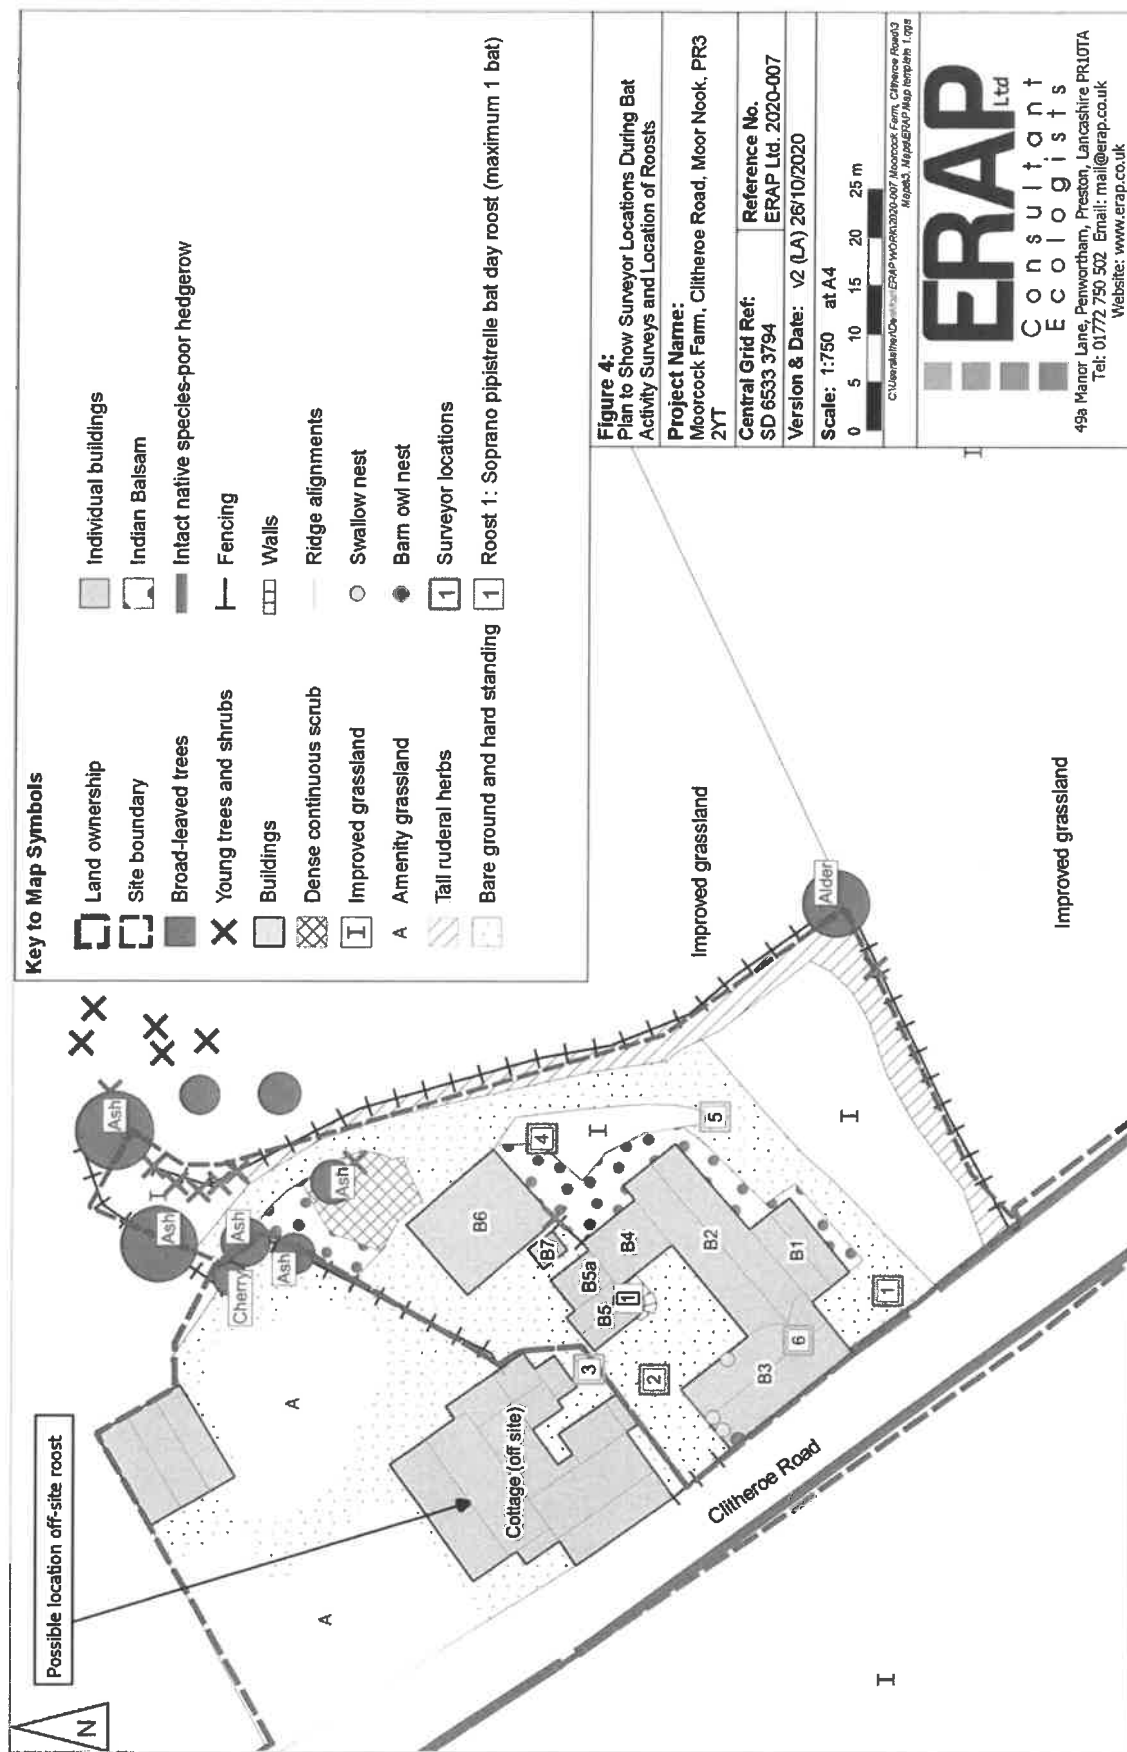 Key to Map Symbols
Land ownership
Site boundary
Broad-leaved trees
Young trees and shrubs
Buildings
Dense continuous scrub
I Improved grassland
A Amenity grassland
Tall ruderal herbs
Bare ground and hard standing
Individual buildings
Indian Balsam
Intact native species-poor hedgerow
Fencing
Walls
Ridge alignments
Swallow nest
Barn owl nest
1 Surveyor locations
1 Roost 1: Soprano pipistrelle bat day roost (maximum 1 bat)
N
Possible location off-site roost
A
A
Cottage (off site)
Clitheroe Road
Ash
Ash
Ash
Ash
Ash
Cherry
I
B6
B7
B5a
B5
B4
B2
B1
B3
1
1
2
3
4
5
6
I
I
I
I
Alder
Improved grassland
Improved grassland
Figure 4:
Plan to Show Surveyor Locations During Bat
Activity Surveys and Location of Roosts
Project Name:
Moorcock Farm, Clitheroe Road, Moor Nook, PR3
2YT
Central Grid Ref:
SD 6533 3794
Reference No.
ERAP Ltd. 2020-007
Version & Date: v2 (LA) 26/10/2020
Scale: 1:750 at A4
0 5 10 15 20 25 m
ERAP Ltd
Consultant
Ecologists
49a Manor Lane, Penwortham, Preston, Lancashire PR10TA
Tel: 01772 750 502 Email: mail@erap.co.uk
Website: www.erap.co.uk